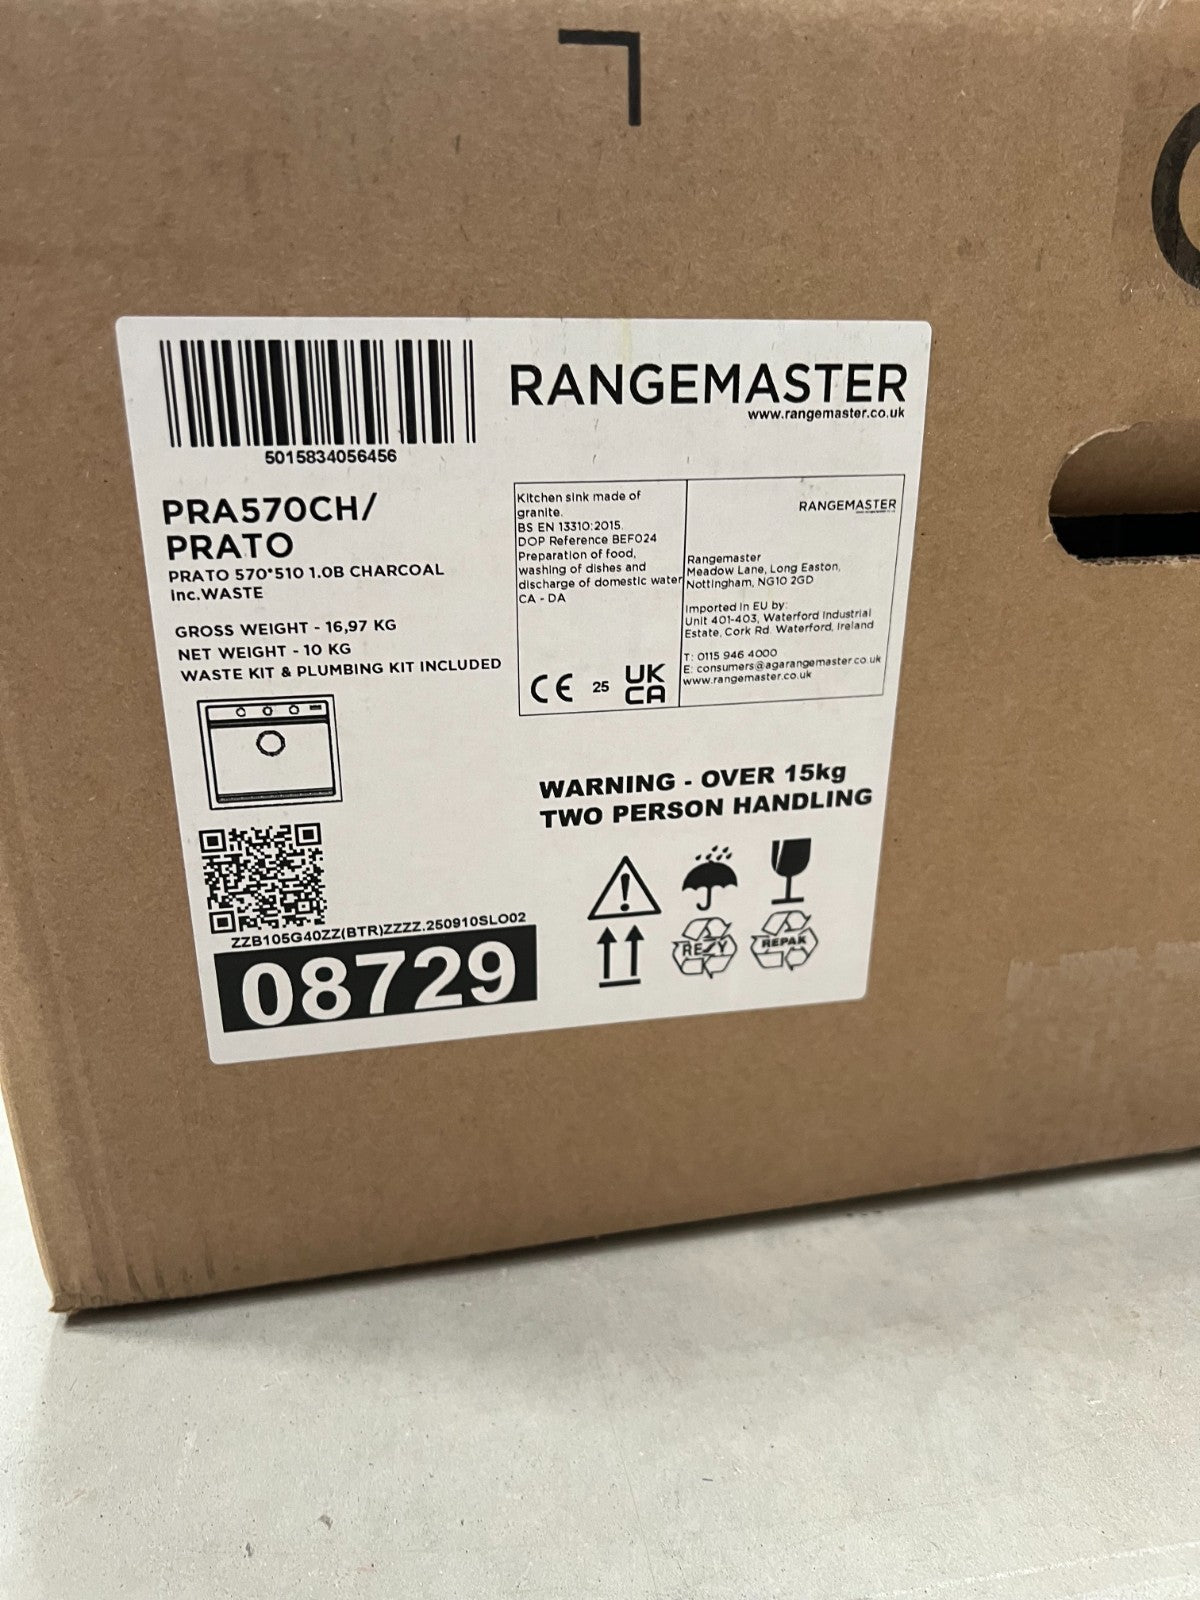 5015834056456
RANGEMASTER
www.rangemaster.co.uk
PRA570CH/
PRATO
PRATO 570*510 1.0B CHARCOAL
Inc.WASTE
GROSS WEIGHT - 16,97 KG
NET WEIGHT - 10 KG
WASTE KIT & PLUMBING KIT INCLUDED
Kitchen sink made of
granite.
BS EN 13310:2015.
DOP Reference BEF024
Preparation of food,
washing of dishes and
discharge of domestic water
CA - DA
CE 25 UK
CA
RANGEMASTER
Rangemaster
Meadow Lane, Long Easton,
Nottingham, NG10 2GD
Imported in EU by:
Unit 401-403, Waterford Industrial
Estate, Cork Rd. Waterford, Ireland
T: 0115 946 4000
E: consumers@agarangemaster.co.uk
www.rangemaster.co.uk
WARNING - OVER 15kg
TWO PERSON HANDLING
RESY
REPAK
ZZB105G40ZZ(BTR)ZZZZ.250910SLO02
08729